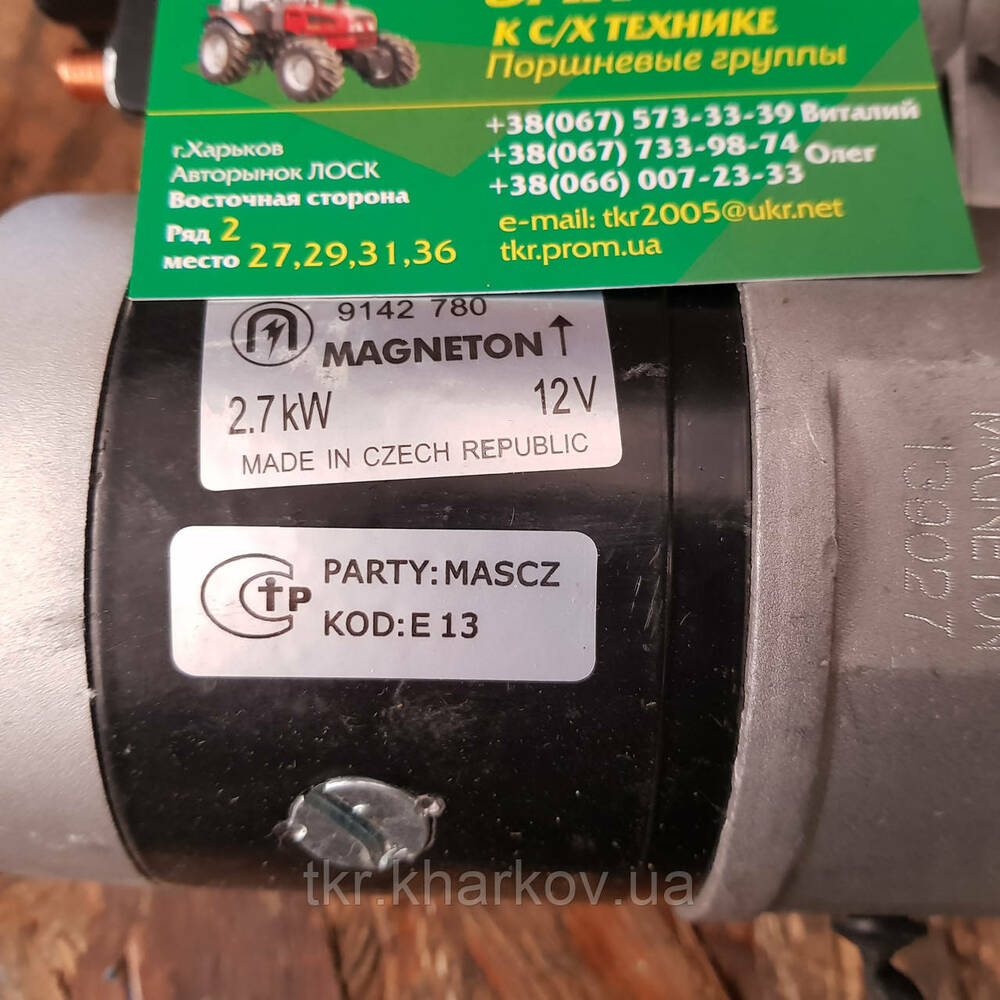 К С/Х ТЕХНИКЕ
Поршневые группы
+38(067) 573-33-39 Виталий
+38(067) 733-98-74 Олег
+38(066) 007-23-33
e-mail: tkr2005@ukr.net
tkr.prom.ua
г.Харьков
Авторынок ЛОСК
Восточная сторона
Ряд 2
место 27,29,31,36
9142 780
MAGNETON
2.7kW 12V
MADE IN CZECH REPUBLIC
PARTY: MASCZ
KOD: E 13
MAGNETON
139027
tkr.kharkov.ua